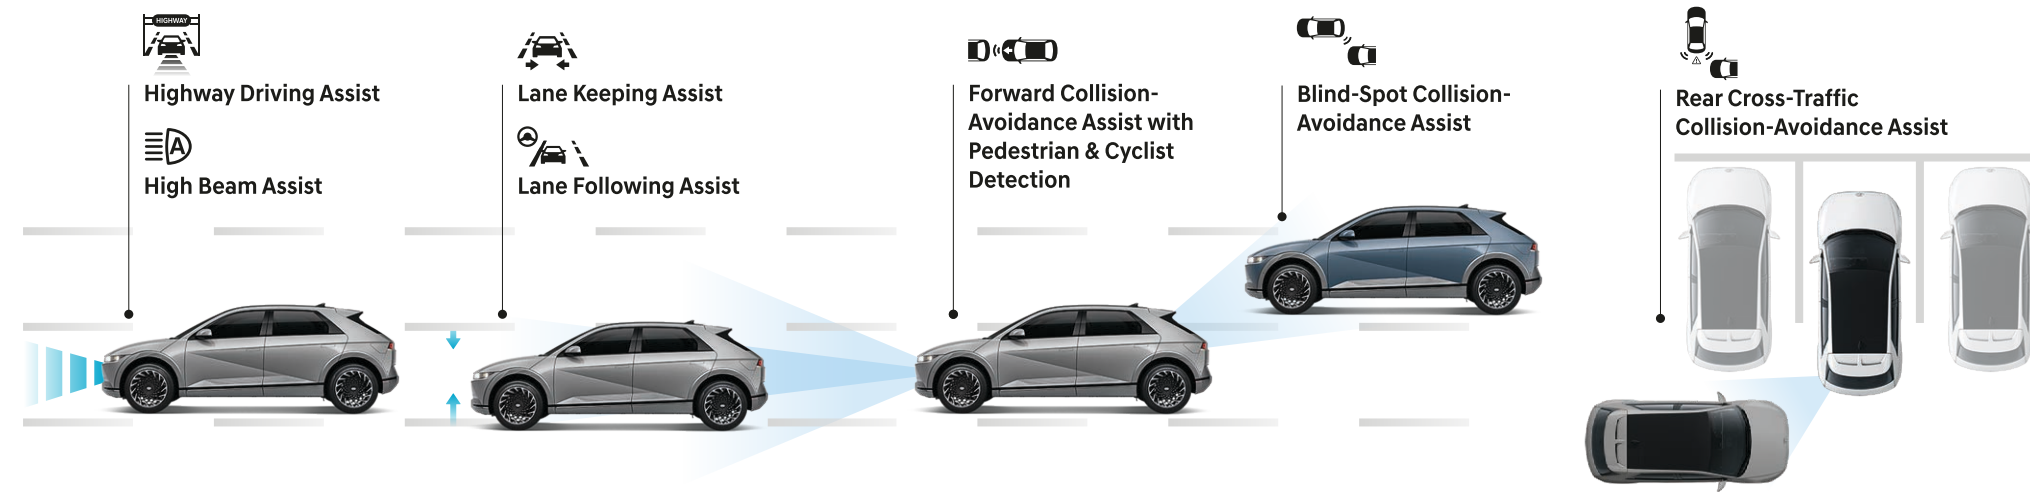 HIGHWAY
Highway Driving Assist
A
High Beam Assist
Lane Keeping Assist
Lane Following Assist
Forward Collision-
Avoidance Assist with
Pedestrian & Cyclist
Detection
Blind-Spot Collision-
Avoidance Assist
Rear Cross-Traffic
Collision-Avoidance Assist